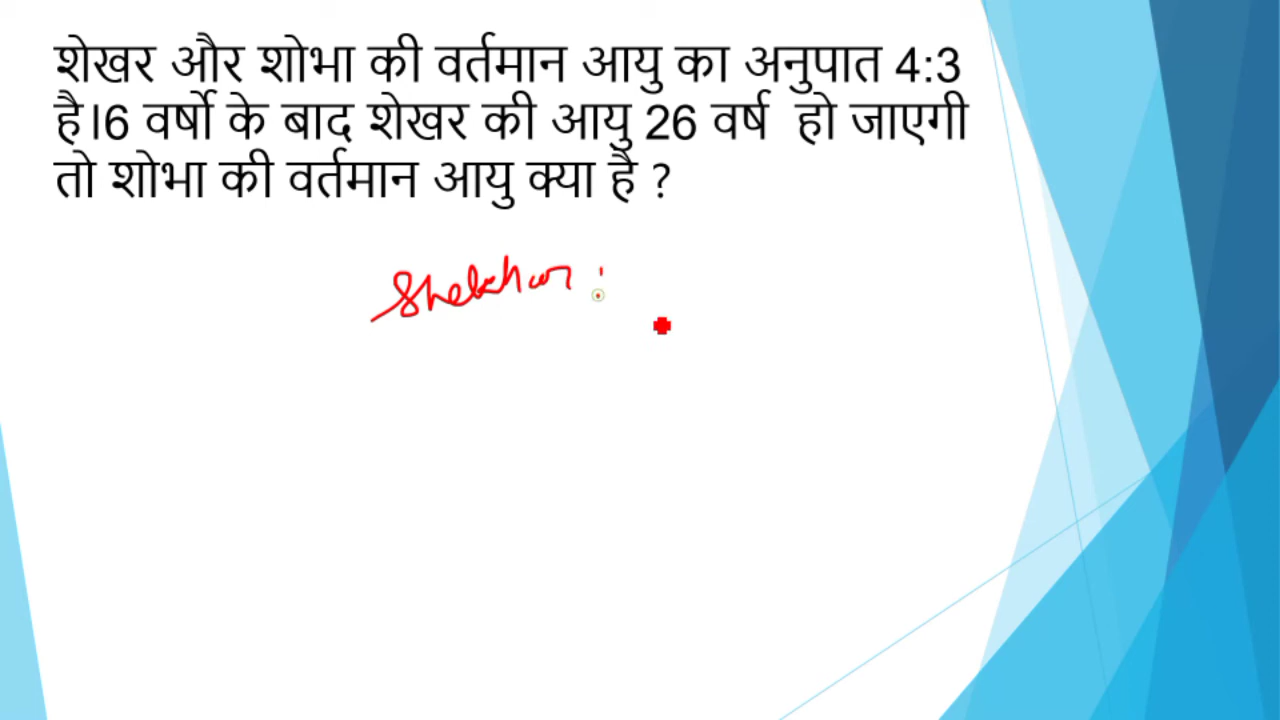 शेखर और शोभा की वर्तमान आयु का अनुपात 4:3
है।6 वर्षो के बाद शेखर की आयु 26 वर्ष हो जाएगी
तो शोभा की वर्तमान आयु क्या है ?
Shekhar :